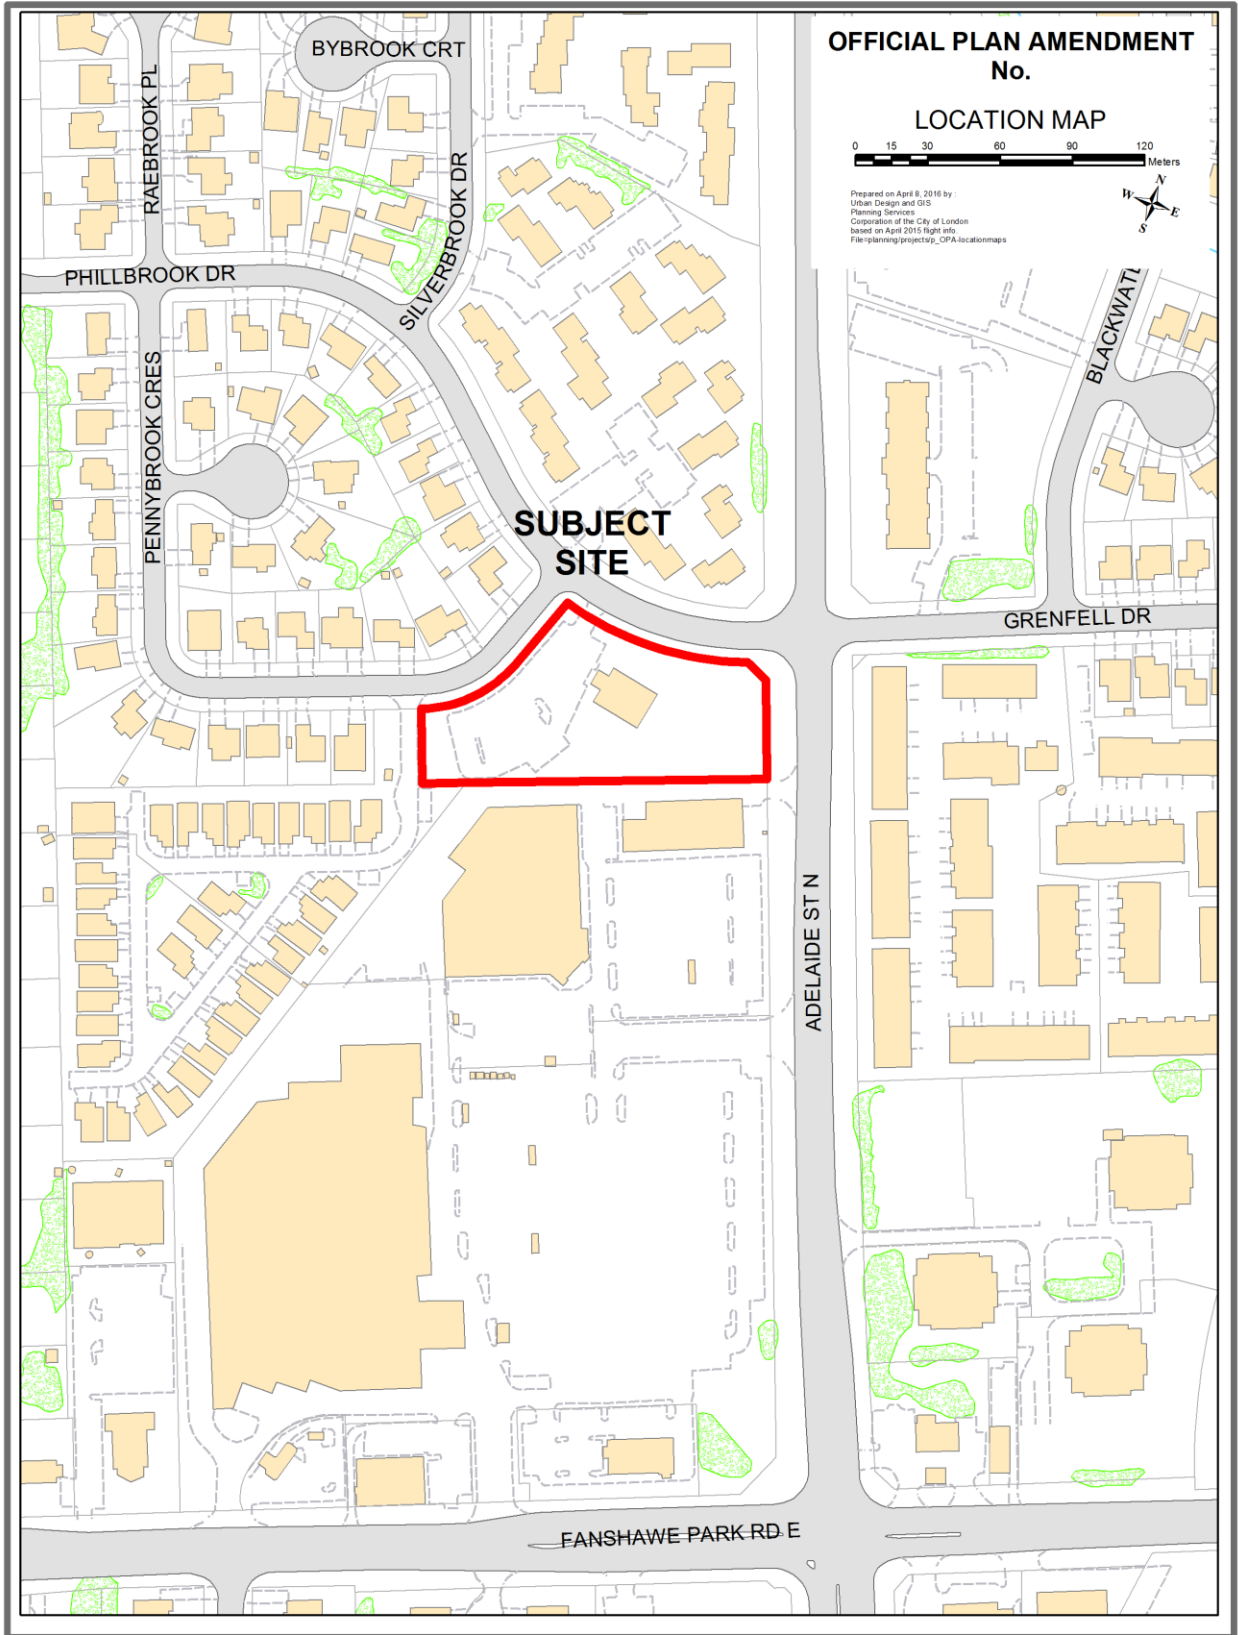 OFFICIAL PLAN AMENDMENT
No.
LOCATION MAP
0 15 30 60 90 120
Meters
Prepared on April 8, 2016 by :
Urban Design and GIS
Planning Services
Corporation of the City of London
based on April 2015 flight info.
File=planning/projects/p_OPA-locationmaps
N
W
E
S
BYBROOK CRT
RAEBROOK PL
SILVERBROOK DR
PHILLBROOK DR
PENNYBROOK CRES
BLACKWATE
SUBJECT
SITE
GRENFELL DR
ADELAIDE ST N
FANSHAWE PARK RD E